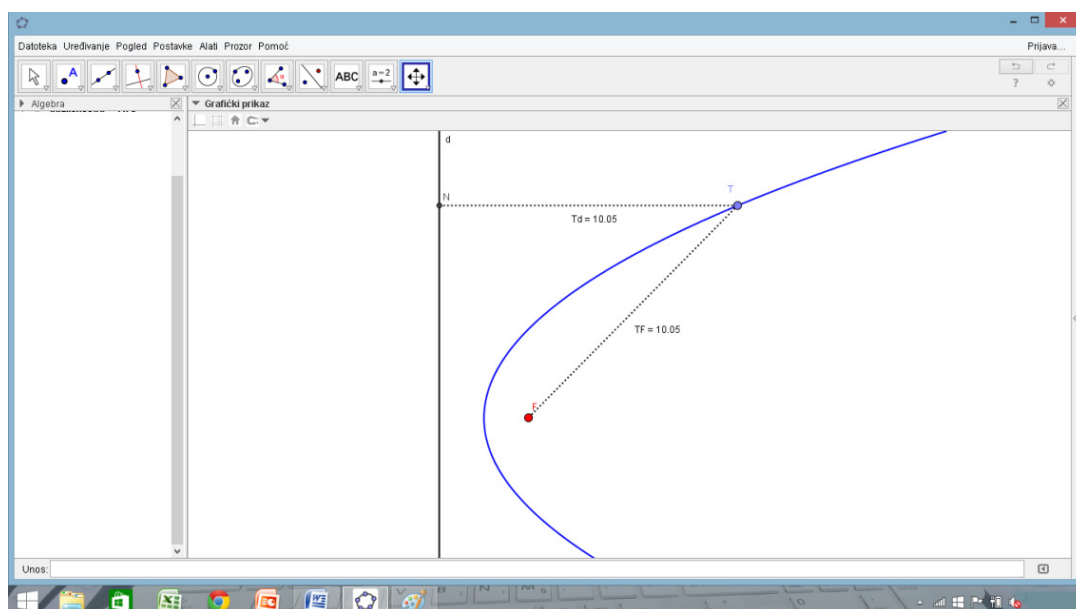 Datoteka Uređivanje Pogled Postavke Alati Prozor Pomoć
Prijava...
A
ABC
a=2
?
Algebra
Grafički prikaz
d
N
T
Td = 10.05
TF = 10.05
F
Unos: